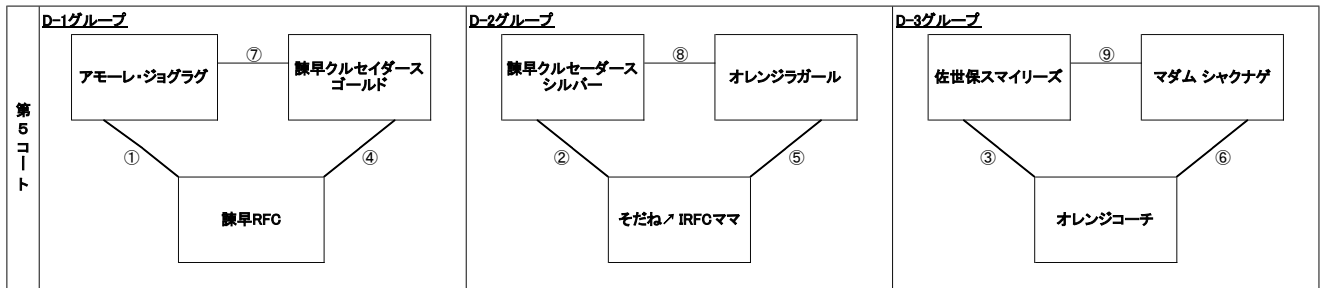 第5コート
D-1グループ
アモーレ・ジョグラグ
⑦
諫早クルセイダース
ゴールド
①
④
諫早RFC
D-2グループ
諫早クルセーダース
シルバー
⑧
オレンジラガール
②
⑤
そだね↗IRFCママ
D-3グループ
佐世保スマイリーズ
⑨
マダム シャクナゲ
③
⑥
オレンジコーチ